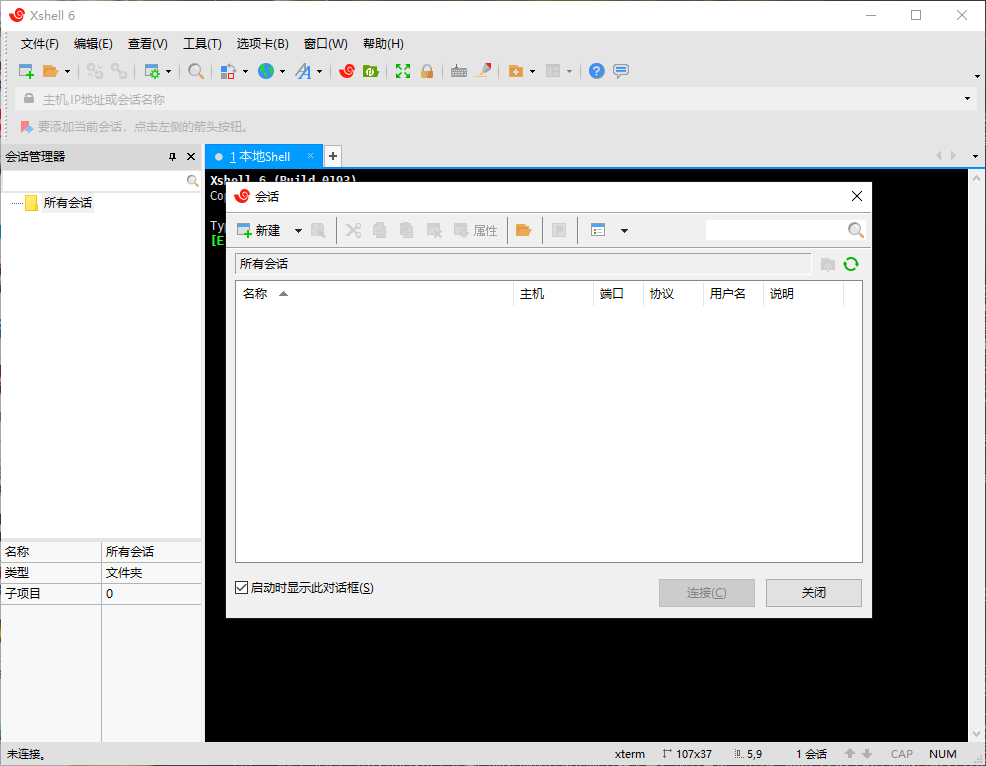 Xshell 6
文件(F) 编辑(E) 查看(V) 工具(T) 选项卡(B) 窗口(W) 帮助(H)
主机,IP地址或会话名称
要添加当前会话，点击左侧的箭头按钮。
会话管理器
1 本地Shell
所有会话
Xshell 6 (Build 0193)
Co
Ty
[E
会话
新建 属性
所有会话
名称 主机 端口 协议 用户名 说明
启动时显示此对话框(S)
连接(C) 关闭
名称 所有会话
类型 文件夹
子项目 0
未连接。 xterm 107x37 5,9 1 会话 CAP NUM